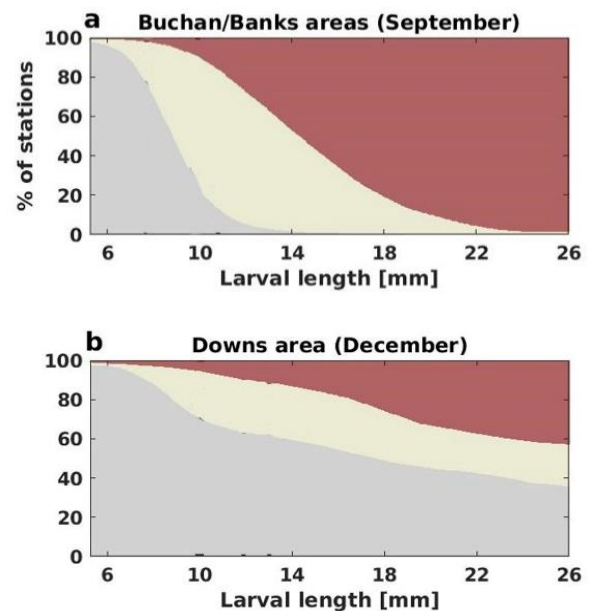 a Buchan/Banks areas (September)
100
80
60
40
20
0
% of stations
6 10 14 18 22 26
Larval length [mm]
b Downs area (December)
100
80
60
40
20
0
6 10 14 18 22 26
Larval length [mm]